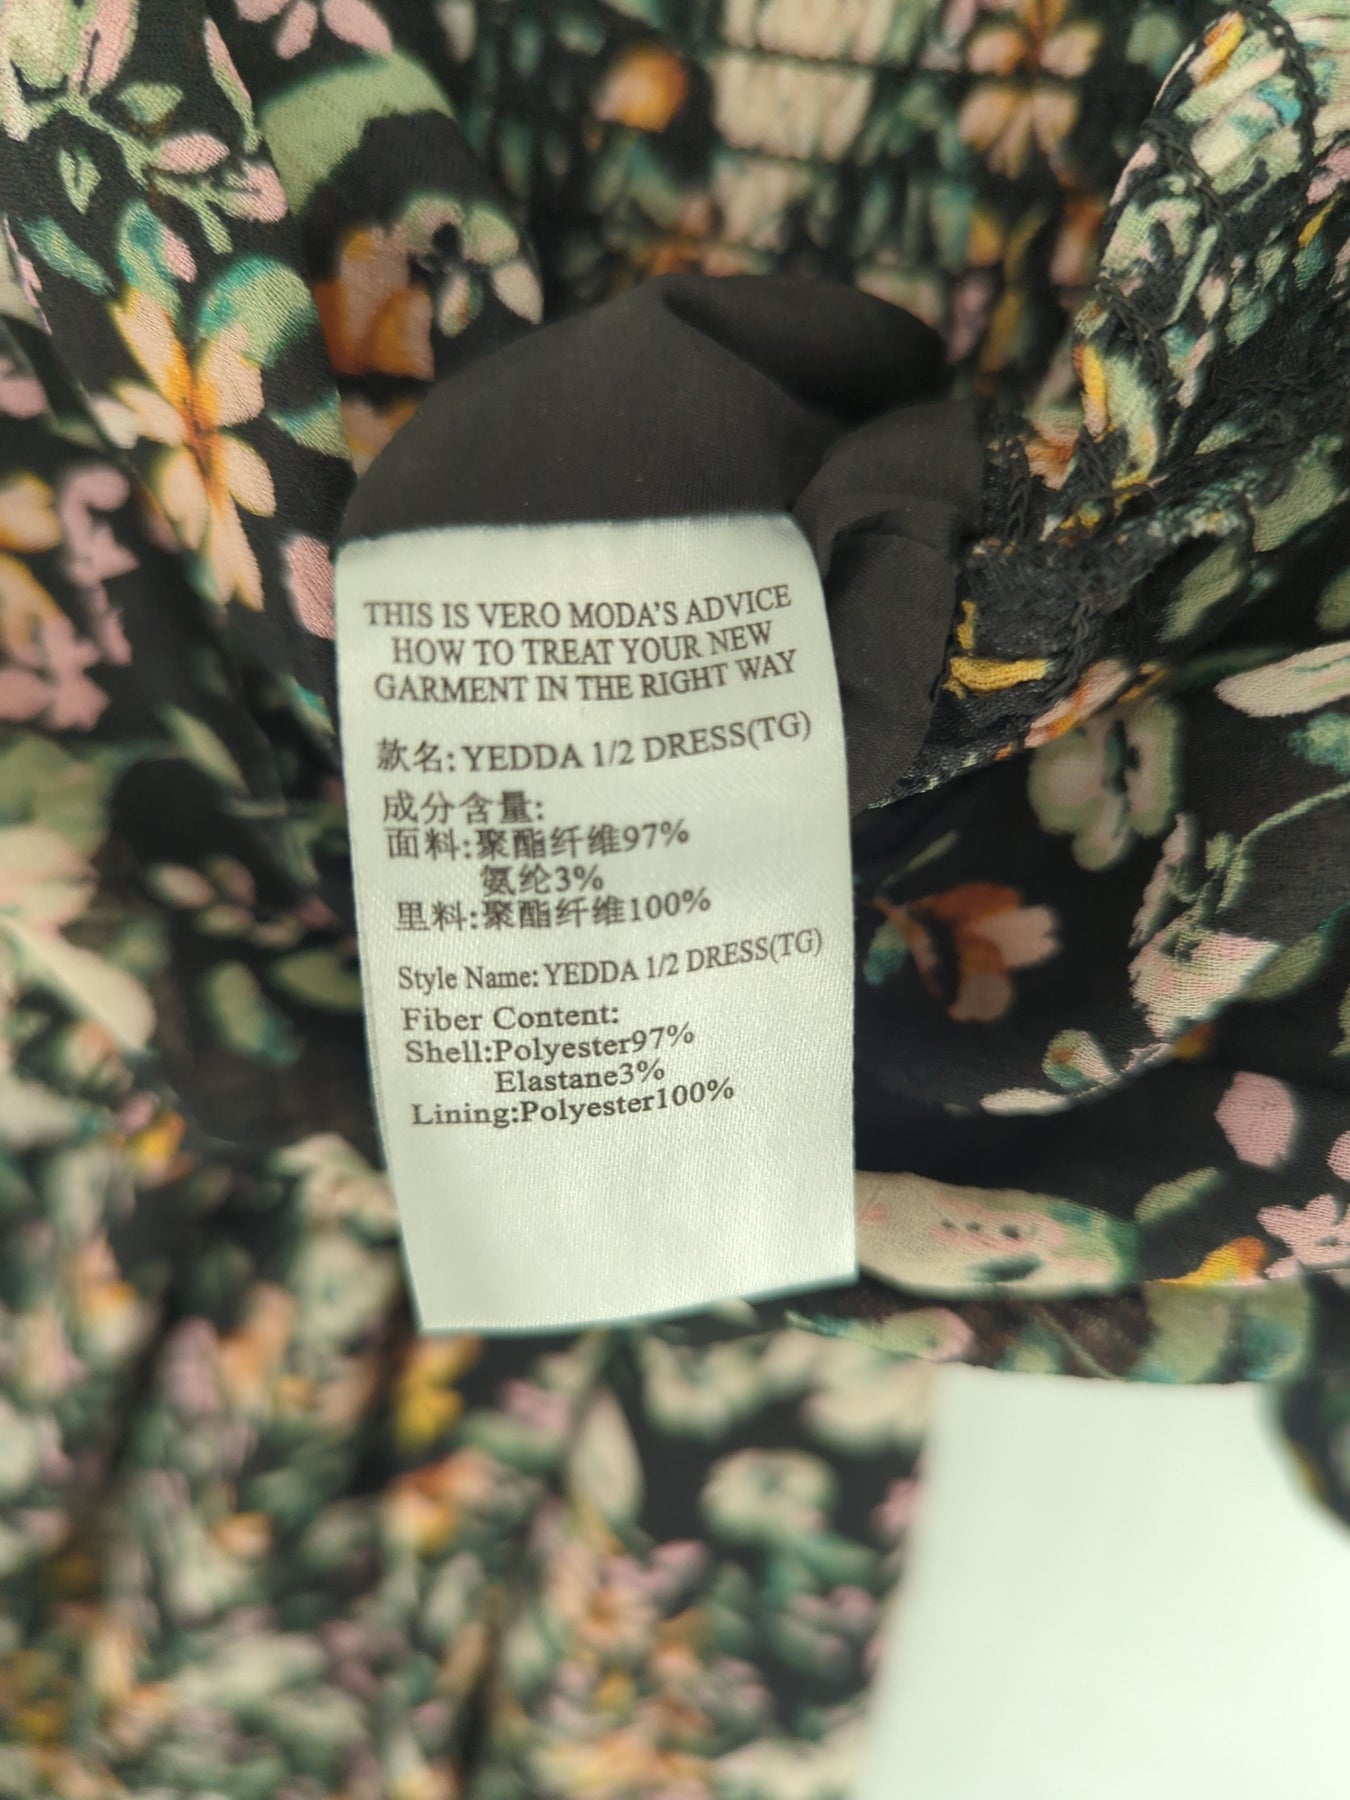 THIS IS VERO MODA'S ADVICE
HOW TO TREAT YOUR NEW
GARMENT IN THE RIGHT WAY
款名:YEDDA 1/2 DRESS(TG)
成分含量:
面料:聚酯纤维97%
氨纶3%
里料:聚酯纤维100%
Style Name: YEDDA 1/2 DRESS(TG)
Fiber Content:
Shell:Polyester97%
Elastane3%
Lining:Polyester100%